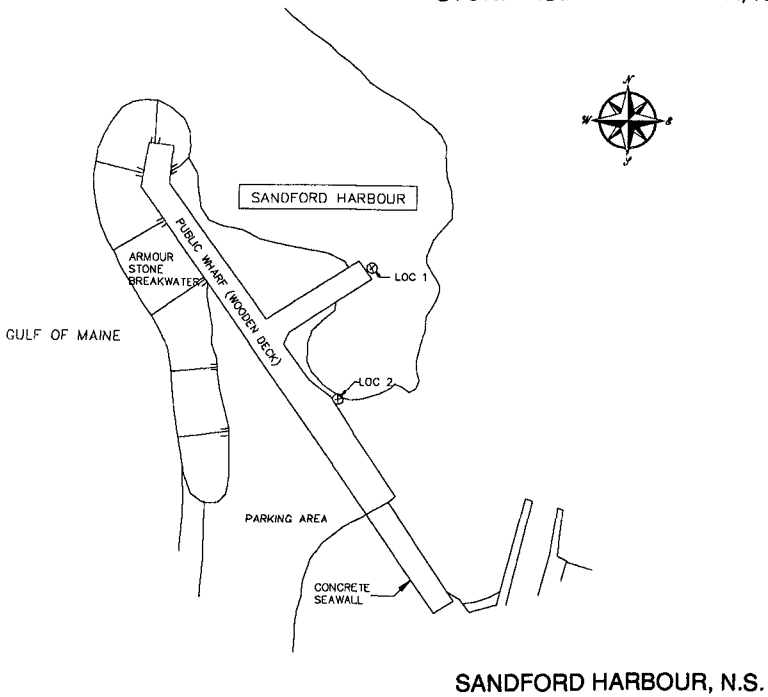 N
W
S
SANDFORD HARBOUR
PUBLIC WHARF (WOODEN DECK)
ARMOUR
STONE
BREAKWATER
LOC 1
GULF OF MAINE
LOC 2
PARKING AREA
CONCRETE
SEAWALL
SANDFORD HARBOUR, N.S.